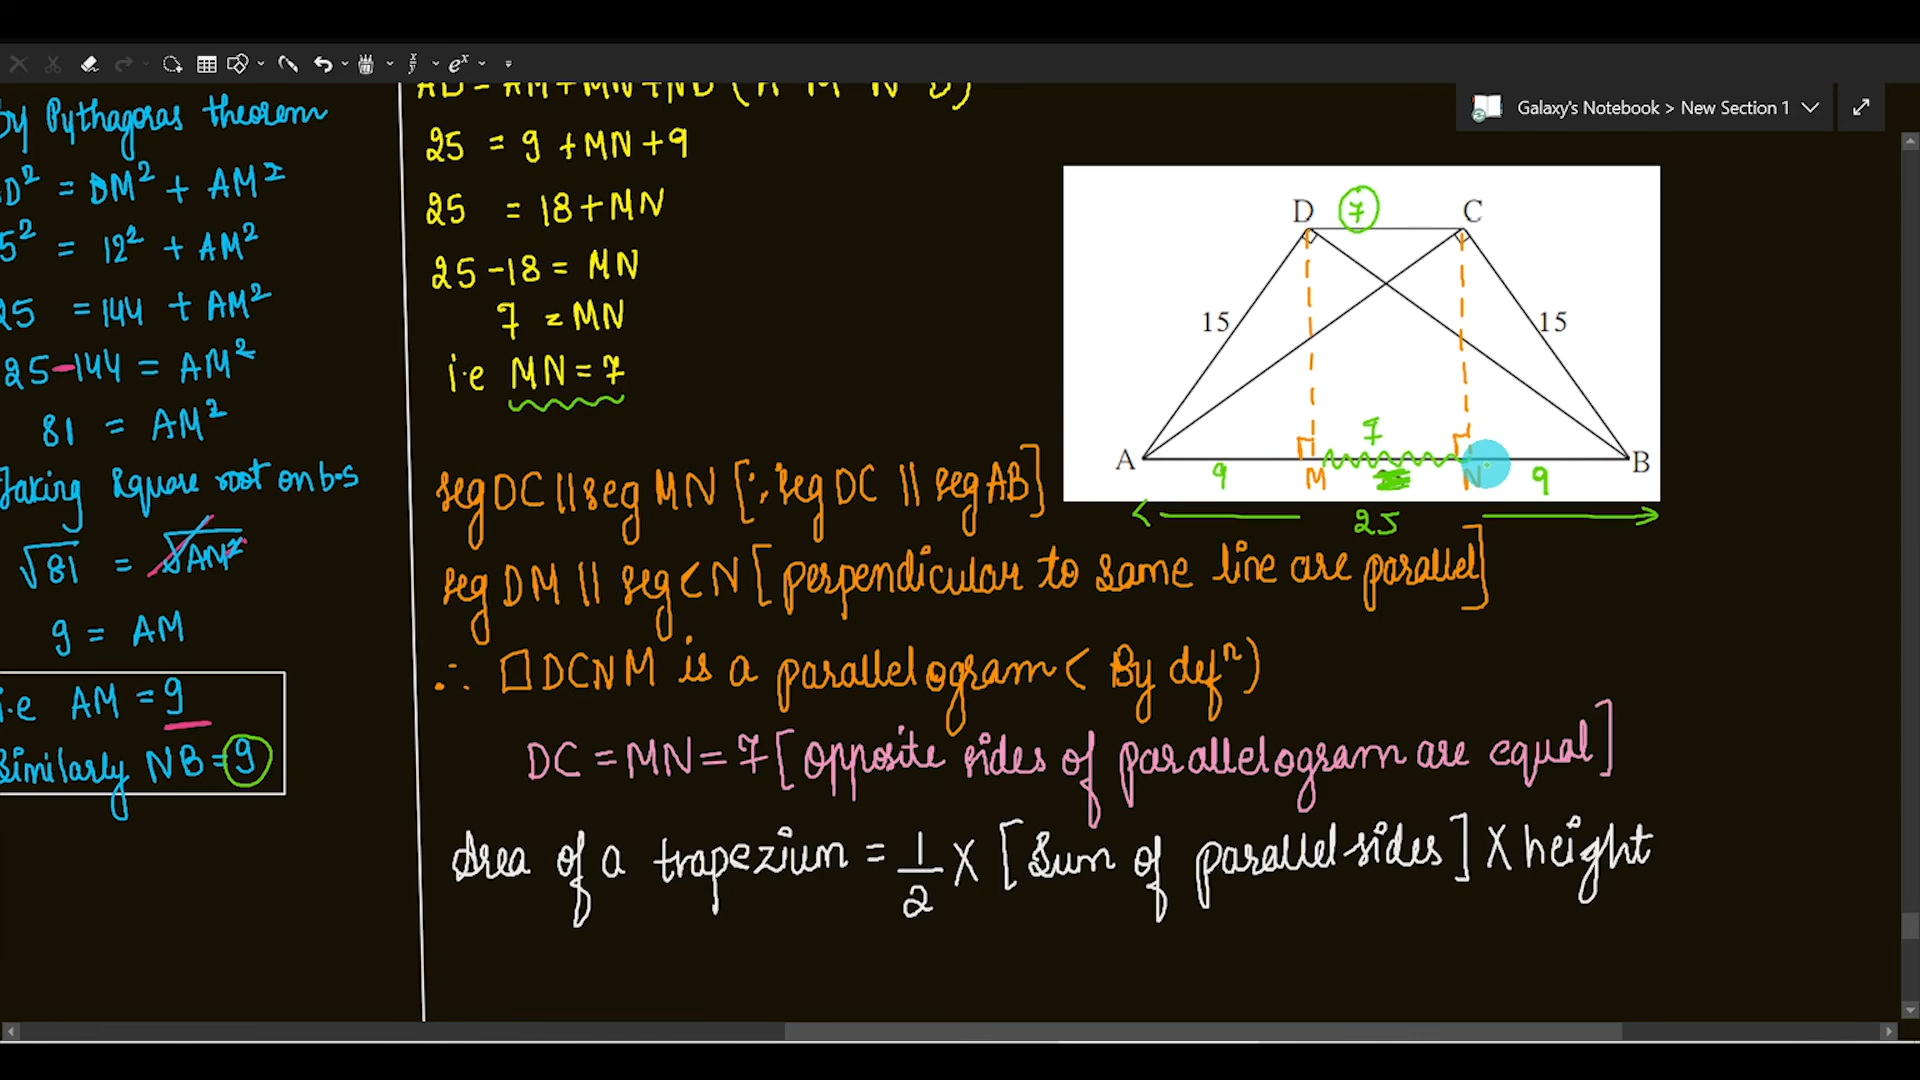 Galaxy's Notebook > New Section 1
By Pythagoras theorem
D² = DM² + AM²
5² = 12² + AM²
25 = 144 + AM²
25 - 144 = AM²
81 = AM²
Taking Square root on b.s
√81 = √AM²
9 = AM
i.e AM = 9
Similarly NB = 9
AB = AM + MN + NB (A M N B)
25 = 9 + MN + 9
25 = 18 + MN
25 - 18 = MN
7 = MN
i.e MN = 7
seg DC || seg MN [∵ seg DC || seg AB]
seg DM || seg CN [perpendicular to same line are parallel]
∴ □DCNM is a parallelogram (By defⁿ)
DC = MN = 7 [opposite sides of parallelogram are equal]
Area of a trapezium = 1/2 X [Sum of parallel sides] X height
D 7 C
15 15
7
A 9 M N 9 B
25